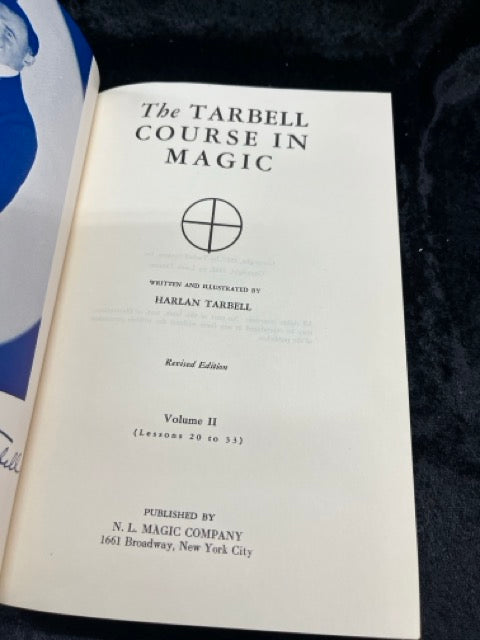 The TARBELL
COURSE IN
MAGIC
WRITTEN AND ILLUSTRATED BY
HARLAN TARBELL
Revised Edition
Volume II
(Lessons 20 to 33)
PUBLISHED BY
N. L. MAGIC COMPANY
1661 Broadway, New York City